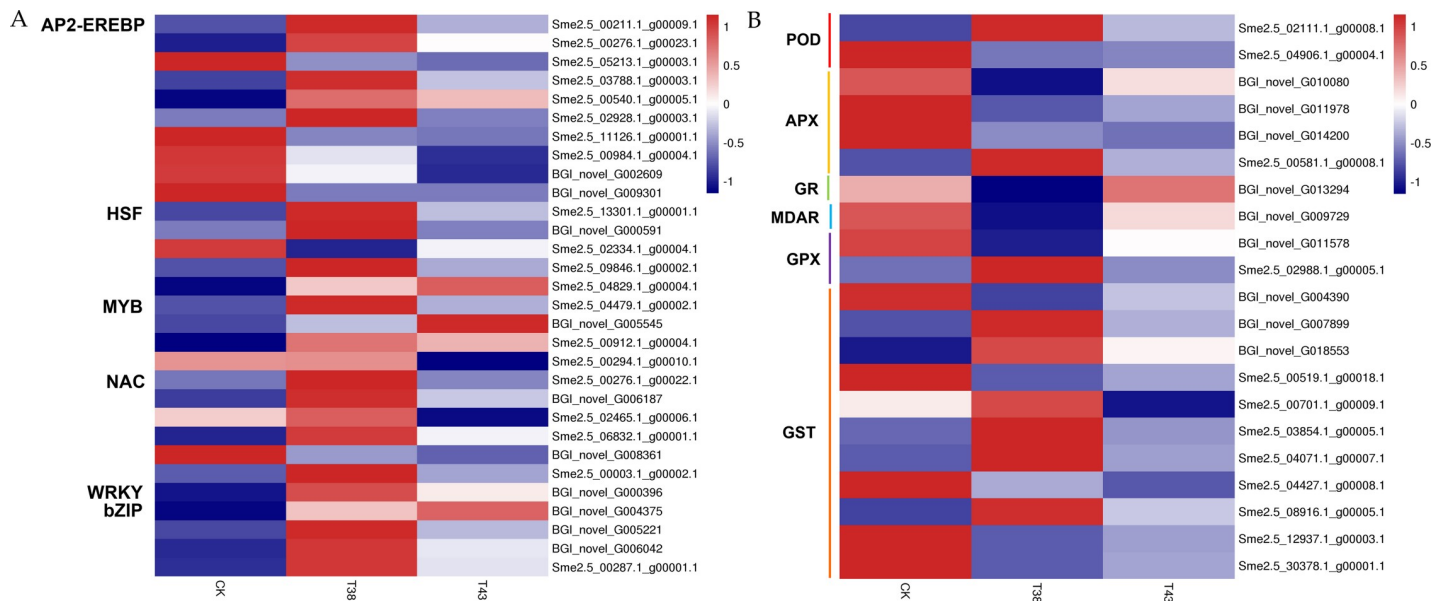 A
AP2-EREBP
HSF
MYB
NAC
WRKY
bZIP
Sme2.5_00211.1_g00009.1
Sme2.5_00276.1_g00023.1
Sme2.5_05213.1_g00003.1
Sme2.5_03788.1_g00003.1
Sme2.5_00540.1_g00005.1
Sme2.5_02928.1_g00003.1
Sme2.5_11126.1_g00001.1
Sme2.5_00984.1_g00004.1
BGI_novel_G002609
BGI_novel_G009301
Sme2.5_13301.1_g00001.1
BGI_novel_G000591
Sme2.5_02334.1_g00004.1
Sme2.5_09846.1_g00002.1
Sme2.5_04829.1_g00004.1
Sme2.5_04479.1_g00002.1
BGI_novel_G005545
Sme2.5_00912.1_g00004.1
Sme2.5_00294.1_g00010.1
Sme2.5_00276.1_g00022.1
BGI_novel_G006187
Sme2.5_02465.1_g00006.1
Sme2.5_06832.1_g00001.1
BGI_novel_G008361
Sme2.5_00003.1_g00002.1
BGI_novel_G000396
BGI_novel_G004375
BGI_novel_G005221
BGI_novel_G006042
Sme2.5_00287.1_g00001.1
CK
T38
T43
1
0.5
0
-0.5
-1
B
POD
APX
GR
MDAR
GPX
GST
Sme2.5_02111.1_g00008.1
Sme2.5_04906.1_g00004.1
BGI_novel_G010080
BGI_novel_G011978
BGI_novel_G014200
Sme2.5_00581.1_g00008.1
BGI_novel_G013294
BGI_novel_G009729
BGI_novel_G011578
Sme2.5_02988.1_g00005.1
BGI_novel_G004390
BGI_novel_G007899
BGI_novel_G018553
Sme2.5_00519.1_g00018.1
Sme2.5_00701.1_g00009.1
Sme2.5_03854.1_g00005.1
Sme2.5_04071.1_g00007.1
Sme2.5_04427.1_g00008.1
Sme2.5_08916.1_g00005.1
Sme2.5_12937.1_g00003.1
Sme2.5_30378.1_g00001.1
CK
T38
T43
1
0.5
0
-0.5
-1